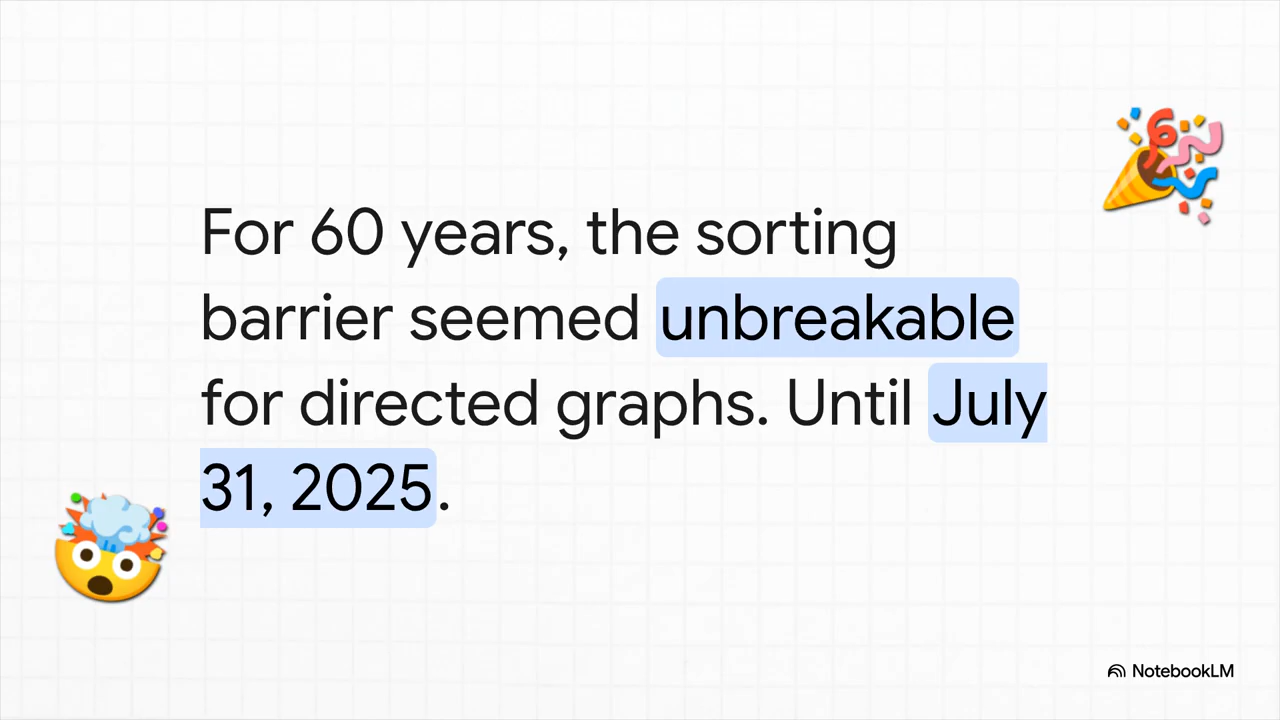 For 60 years, the sorting
barrier seemed unbreakable
for directed graphs. Until July
31, 2025.
NotebookLM